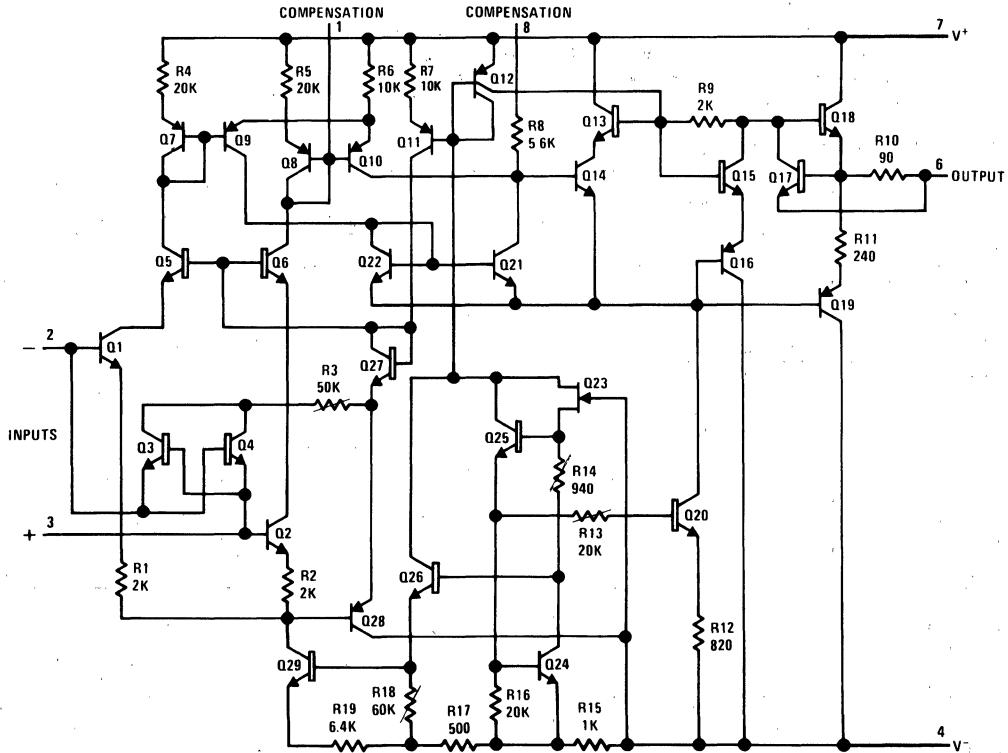 COMPENSATION
1
COMPENSATION
8
7
V+
R4
20K
R5
20K
R6
10K
R7
10K
Q12
R8
5 6K
Q13
R9
2K
Q18
R10
90
6
OUTPUT
Q7
Q9
Q8
Q10
Q11
Q14
Q15
Q17
R11
240
Q5
Q6
Q22
Q21
Q16
Q19
2
−
Q1
Q27
R3
50K
Q23
INPUTS
Q3
Q4
Q25
R14
940
+
3
Q2
R13
20K
Q20
R1
2K
R2
2K
Q26
Q28
R12
820
Q29
Q24
R18
60K
R16
20K
R19
6.4K
R17
500
R15
1K
4
V−